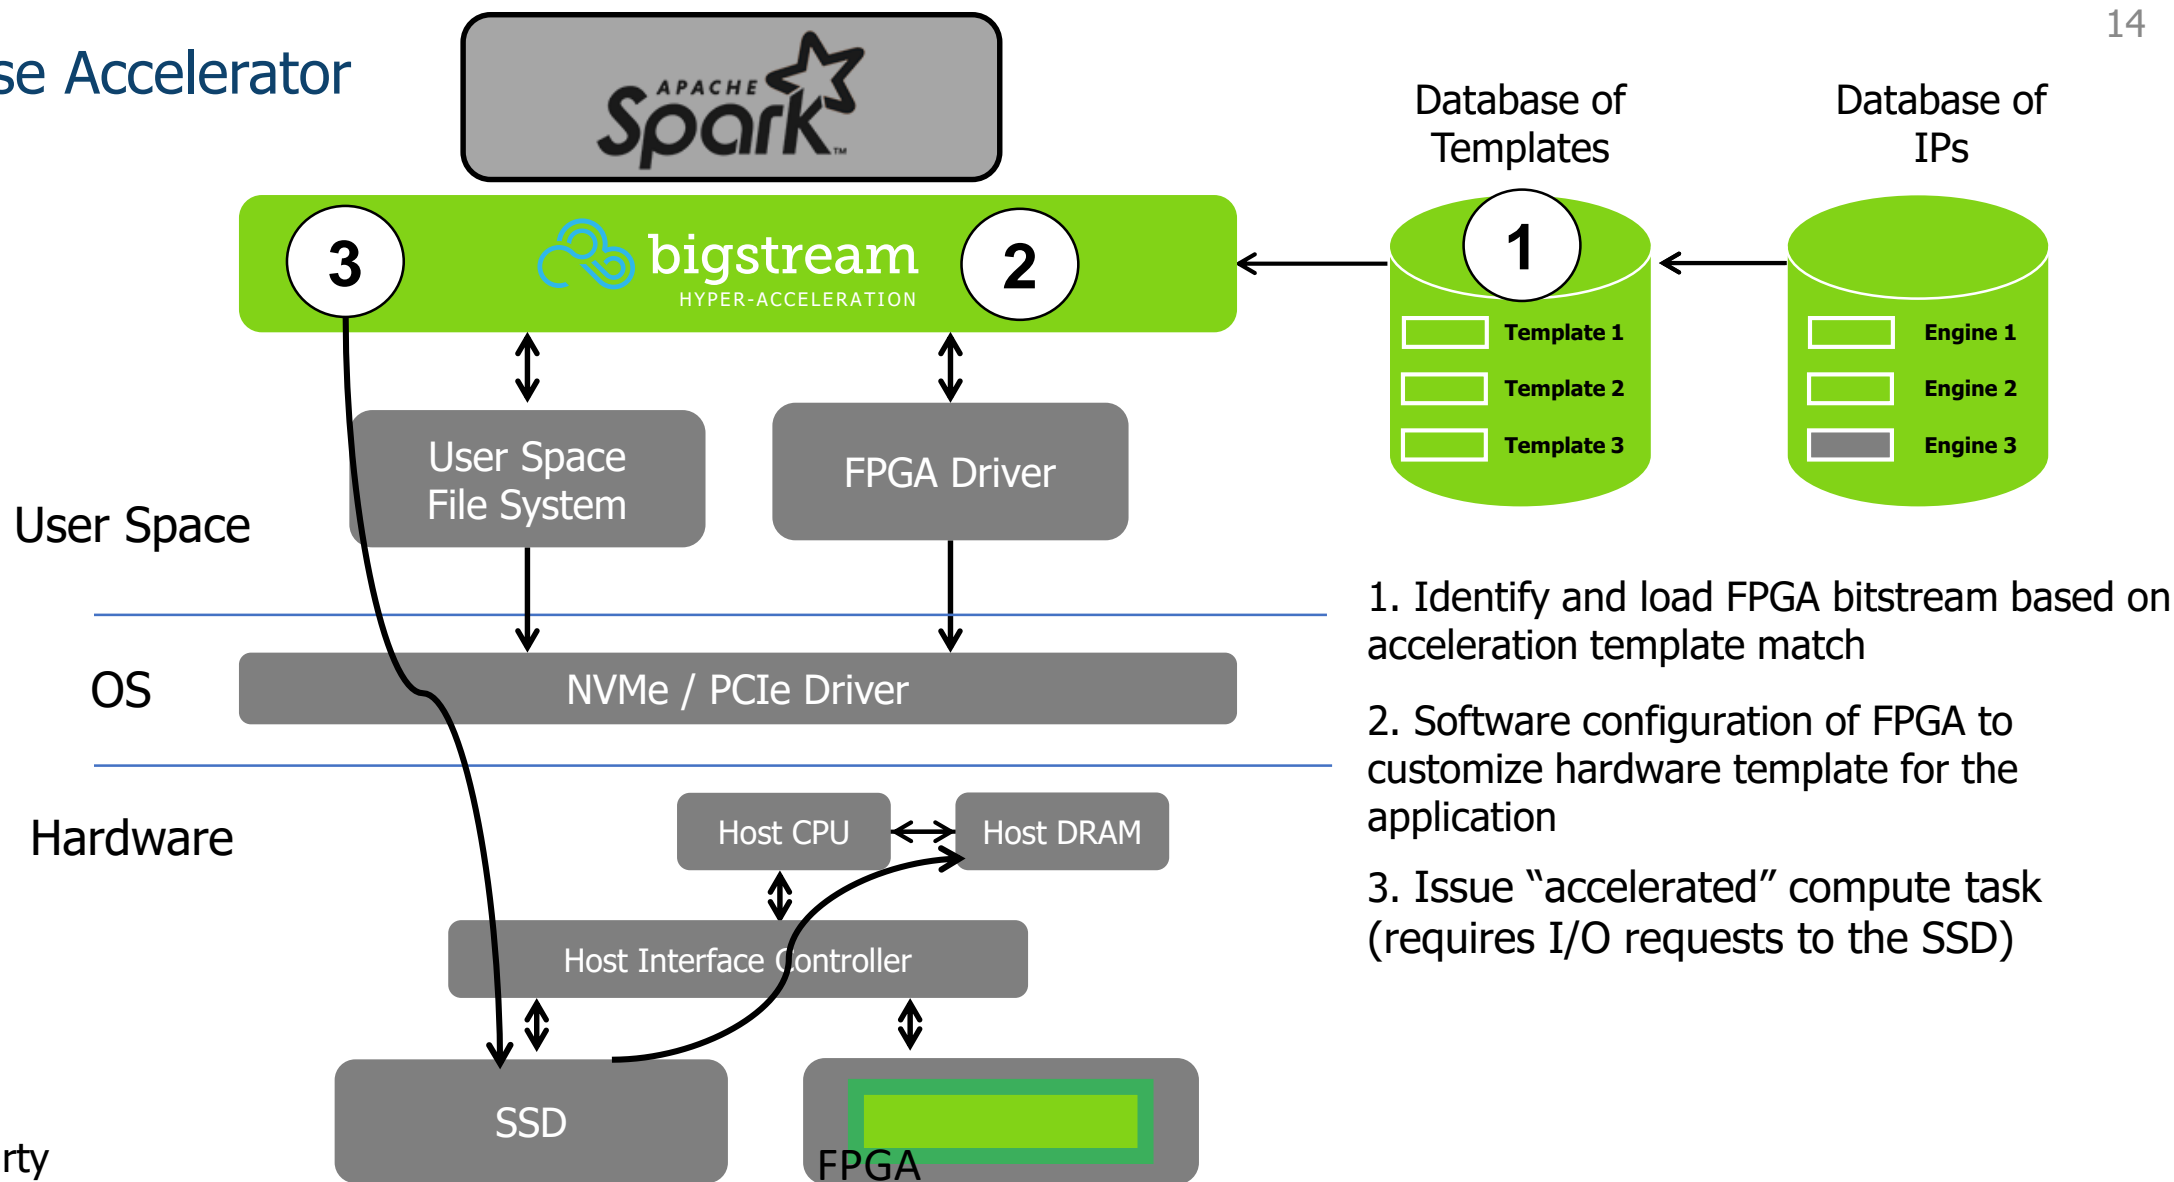 14
se Accelerator
APACHE
Spark
TM
Database of
Templates
Database of
IPs
3
bigstream
HYPER-ACCELERATION
2
1
Template 1
Template 2
Template 3
Engine 1
Engine 2
Engine 3
User Space
File System
FPGA Driver
User Space
OS
NVMe / PCIe Driver
Hardware
Host CPU
Host DRAM
Host Interface Controller
SSD
FPGA
rty
1. Identify and load FPGA bitstream based on
acceleration template match
2. Software configuration of FPGA to
customize hardware template for the
application
3. Issue “accelerated” compute task
(requires I/O requests to the SSD)